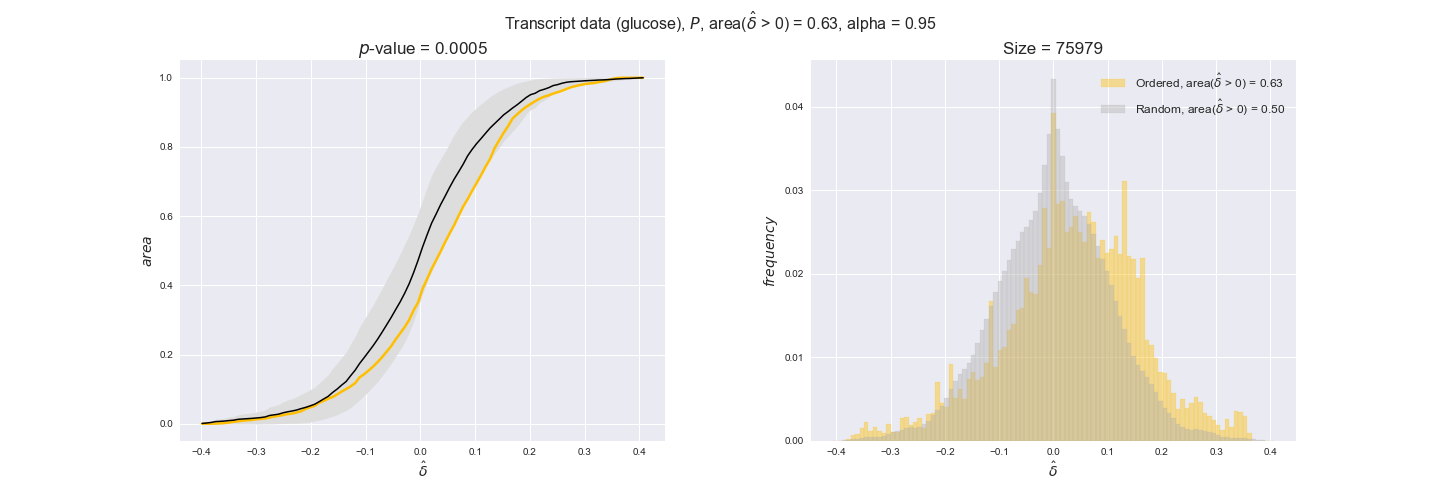 Transcript data (glucose), P, area(δ̂ > 0) = 0.63, alpha = 0.95
p-value = 0.0005
1.0
0.8
0.6
0.4
0.2
0.0
area
−0.4 −0.3 −0.2 −0.1 0.0 0.1 0.2 0.3 0.4
δ̂
Size = 75979
Ordered, area(δ̂ > 0) = 0.63
Random, area(δ̂ > 0) = 0.50
0.04
0.03
0.02
0.01
0.00
frequency
−0.4 −0.3 −0.2 −0.1 0.0 0.1 0.2 0.3 0.4
δ̂